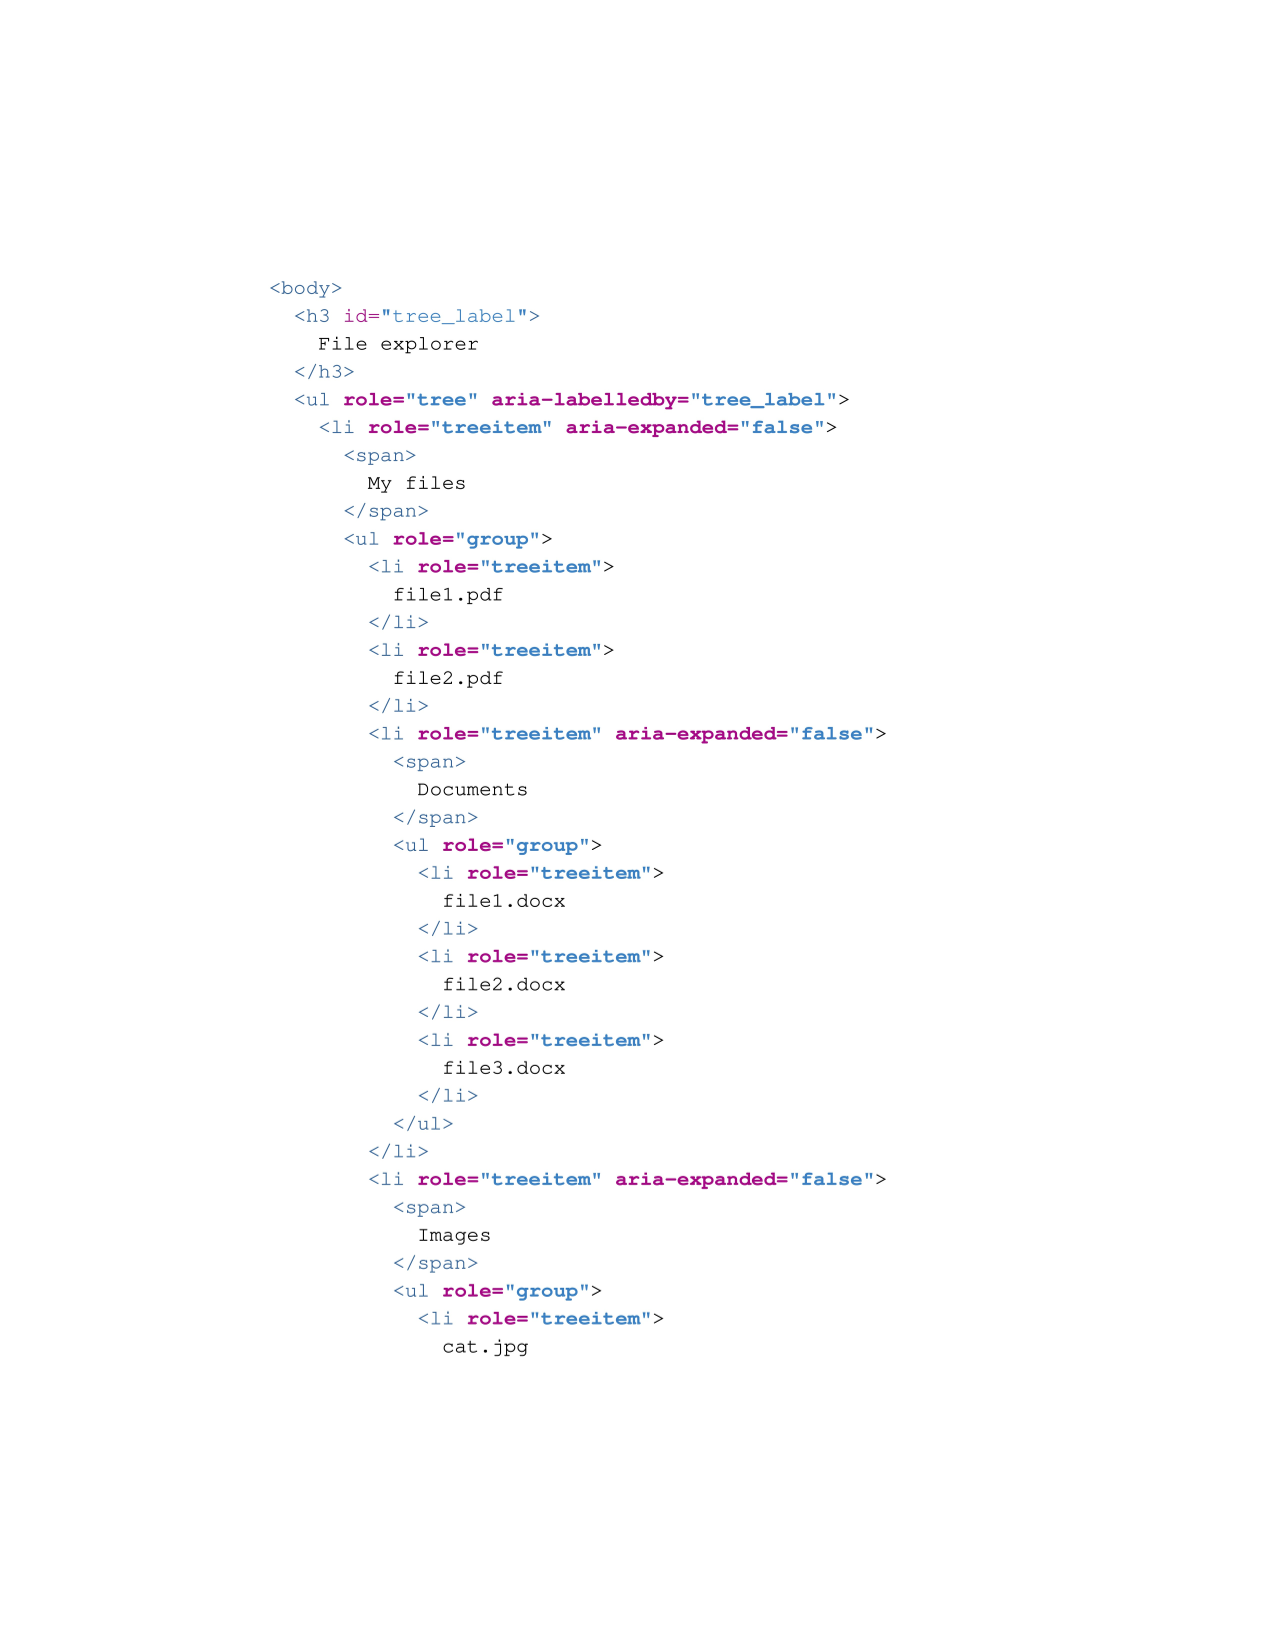 <body>
  <h3 id="tree_label">
    File explorer
  </h3>
  <ul role="tree" aria-labelledby="tree_label">
    <li role="treeitem" aria-expanded="false">
      <span>
        My files
      </span>
      <ul role="group">
        <li role="treeitem">
          file1.pdf
        </li>
        <li role="treeitem">
          file2.pdf
        </li>
        <li role="treeitem" aria-expanded="false">
          <span>
            Documents
          </span>
          <ul role="group">
            <li role="treeitem">
              file1.docx
            </li>
            <li role="treeitem">
              file2.docx
            </li>
            <li role="treeitem">
              file3.docx
            </li>
          </ul>
        </li>
        <li role="treeitem" aria-expanded="false">
          <span>
            Images
          </span>
          <ul role="group">
            <li role="treeitem">
              cat.jpg